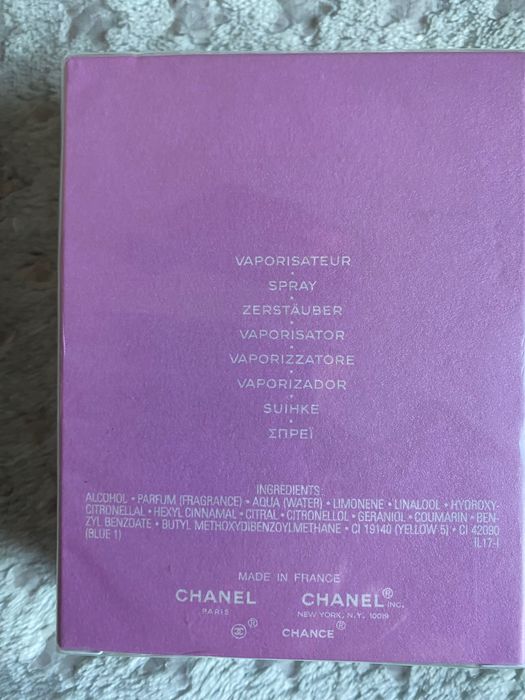 VAPORISATEUR
•
SPRAY
•
ZERSTÄUBER
•
VAPORISATOR
•
VAPORIZZATORE
•
VAPORIZADOR
•
SUIHKE
•
ΣΠΡΕΪ
INGREDIENTS:
ALCOHOL • PARFUM (FRAGRANCE) • AQUA (WATER) • LIMONENE • LINALOOL • HYDROXY-
CITRONELLAL • HEXYL CINNAMAL • CITRAL • CITRONELLOL • GERANIOL • COUMARIN • BEN-
ZYL BENZOATE • BUTYL METHOXYDIBENZOYLMETHANE • CI 19140 (YELLOW 5) • CI 42090
(BLUE 1) IL17-I
MADE IN FRANCE
CHANEL CHANEL® INC.
PARIS NEW YORK, N.Y. 10019
® CHANCE®